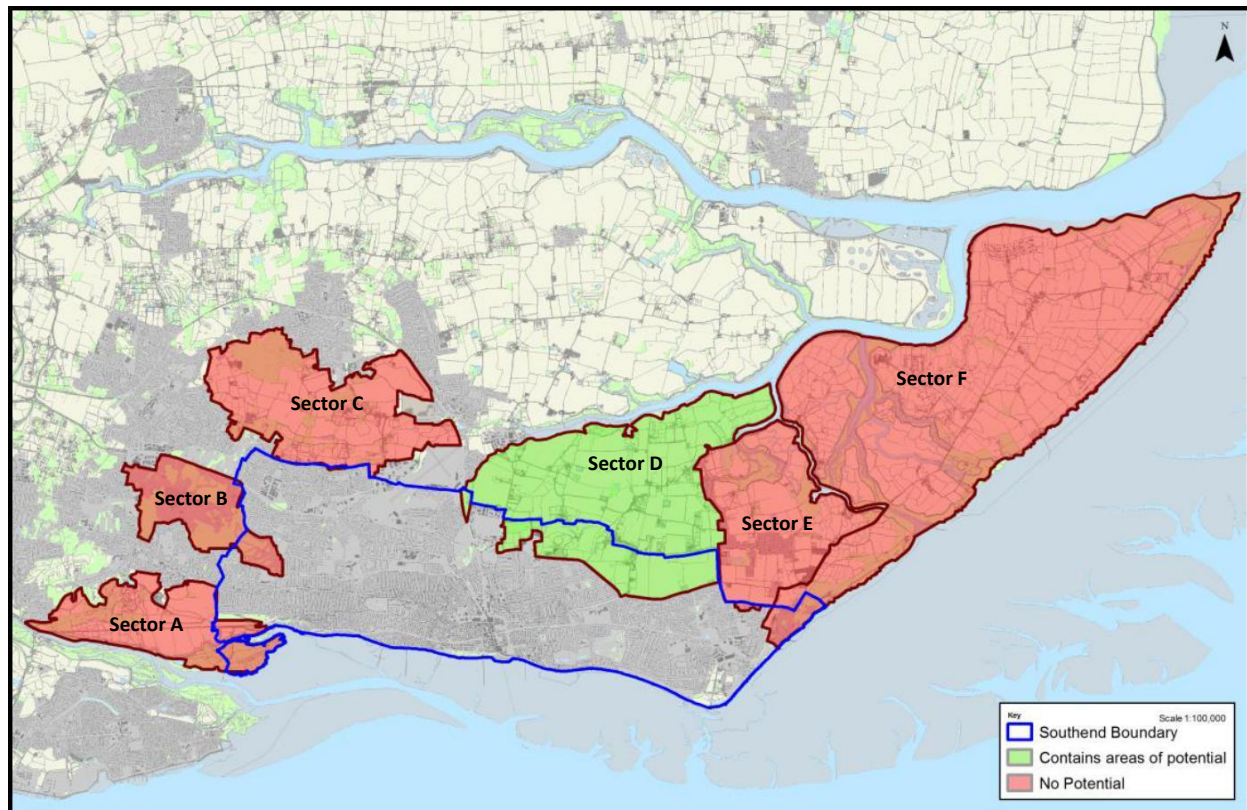 N
Sector F
Sector C
Sector D
Sector B
Sector E
Sector A
Key
Scale 1:100,000
Southend Boundary
Contains areas of potential
No Potential